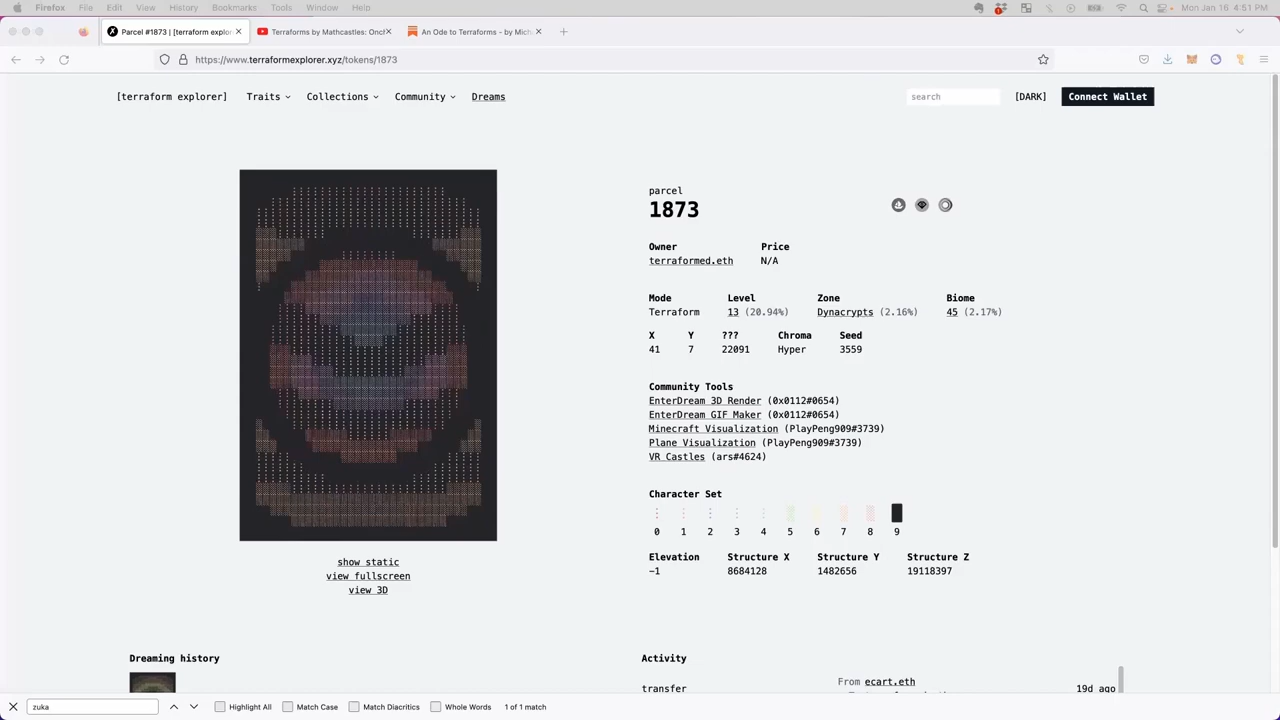 Firefox File Edit View History Bookmarks Tools Window Help Mon Jan 16 4:51 PM
Parcel #1873 | [terraform explor
Terraforms by Mathcastles: Onch
An Ode to Terraforms - by Mich
https://www.terraformexplorer.xyz/tokens/1873
[terraform explorer] Traits Collections Community Dreams search [DARK] Connect Wallet
parcel
1873
Owner Price
terraformed.eth N/A
Mode Level Zone Biome
Terraform 13 (20.94%) Dynacrypts (2.16%) 45 (2.17%)
X Y ??? Chroma Seed
41 7 22091 Hyper 3559
Community Tools
EnterDream 3D Render (0x0112#0654)
EnterDream GIF Maker (0x0112#0654)
Minecraft Visualization (PlayPeng909#3739)
Plane Visualization (PlayPeng909#3739)
VR Castles (ars#4624)
Character Set
0 1 2 3 4 5 6 7 8 9
Elevation Structure X Structure Y Structure Z
-1 8684128 1482656 19118397
show static
view fullscreen
view 3D
Dreaming history
Activity
From ecart.eth
transfer 19d ago
zuka Highlight All Match Case Match Diacritics Whole Words 1 of 1 match